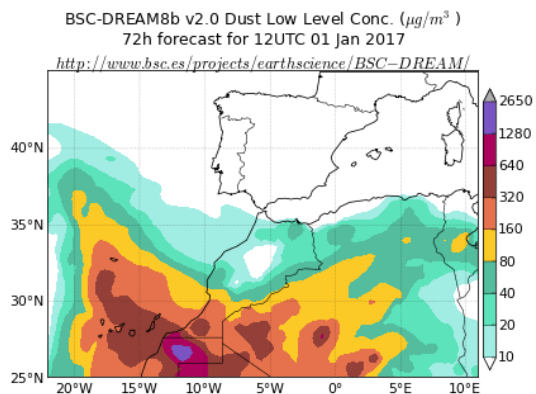 BSC-DREAM8b v2.0 Dust Low Level Conc. (μg/m³ )
72h forecast for 12UTC 01 Jan 2017
http://www.bsc.es/projects/earthscience/BSC−DREAM/
2650
1280
640
320
160
80
40
20
10
40°N
35°N
30°N
25°N
20°W 15°W 10°W 5°W 0° 5°E 10°E